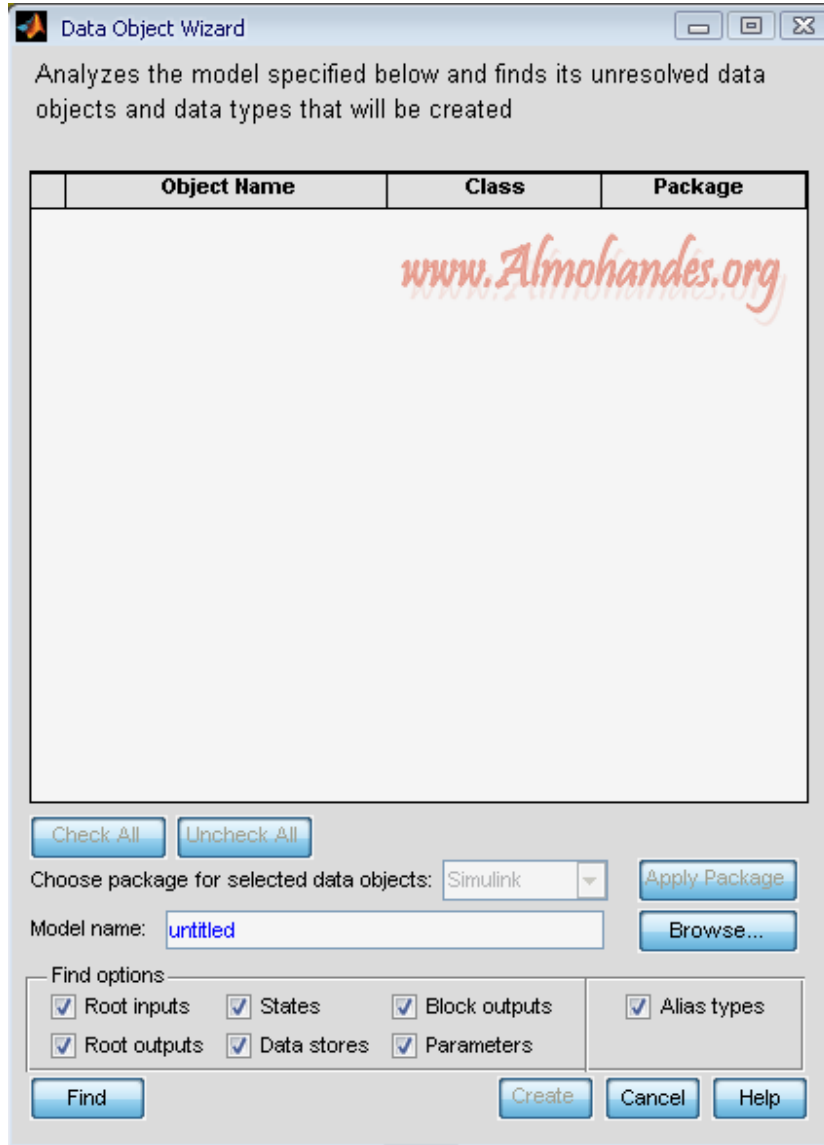 Data Object Wizard
Analyzes the model specified below and finds its unresolved data
objects and data types that will be created
Object Name Class Package
www.Almohandes.org
Check All Uncheck All
Choose package for selected data objects: Simulink Apply Package
Model name: untitled Browse...
Find options
Root inputs States Block outputs Alias types
Root outputs Data stores Parameters
Find Create Cancel Help